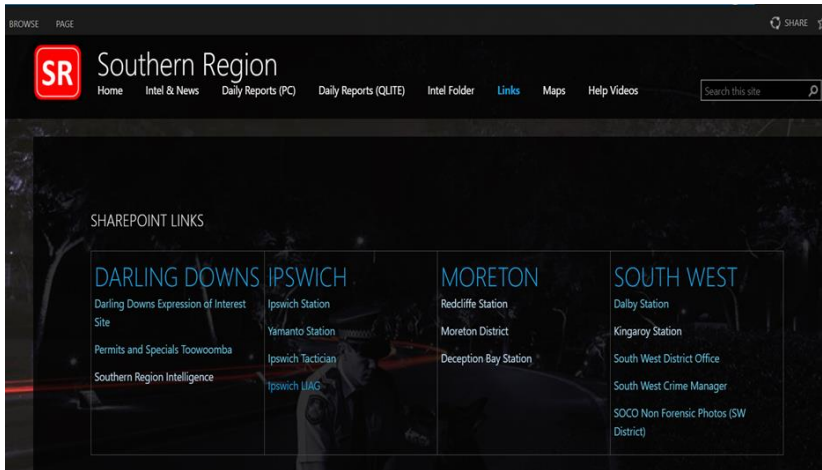 BROWSE PAGE SHARE
SR
Southern Region
Home Intel & News Daily Reports (PC) Daily Reports (QLITE) Intel Folder Links Maps Help Videos
Search this site
SHAREPOINT LINKS
DARLING DOWNS
Darling Downs Expression of Interest
Site
Permits and Specials Toowoomba
Southern Region Intelligence
IPSWICH
Ipswich Station
Yamanto Station
Ipswich Tactician
Ipswich LIAG
MORETON
Redcliffe Station
Moreton District
Deception Bay Station
SOUTH WEST
Dalby Station
Kingaroy Station
South West District Office
South West Crime Manager
SOCO Non Forensic Photos (SW
District)